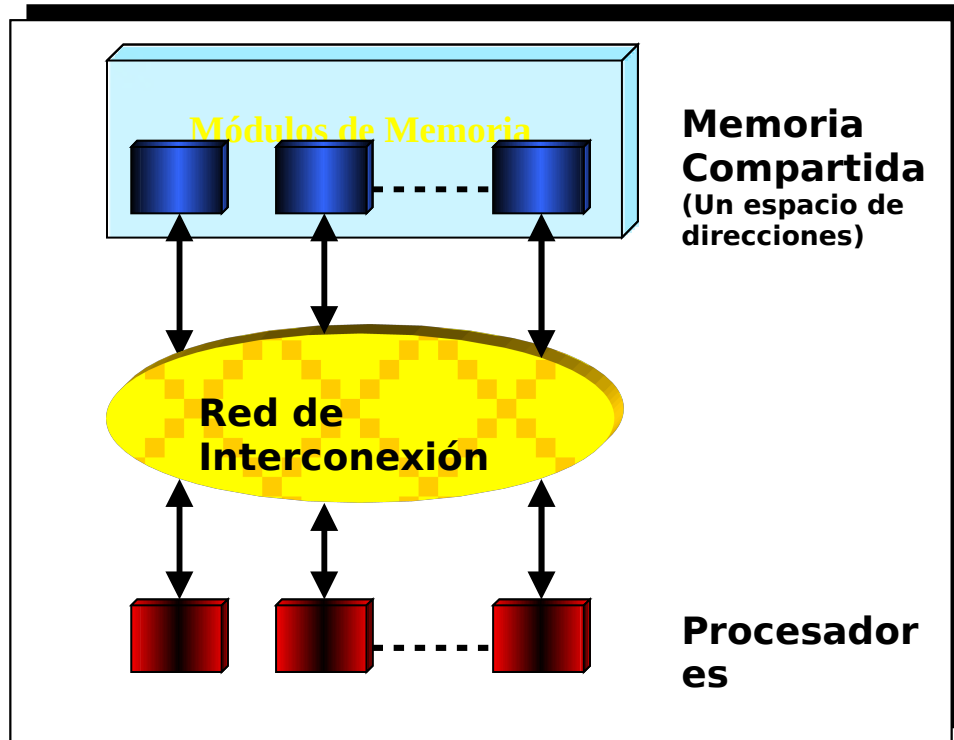 Módulos de Memoria
Memoria
Compartida
(Un espacio de
direcciones)
Red de
Interconexión
Procesador
es